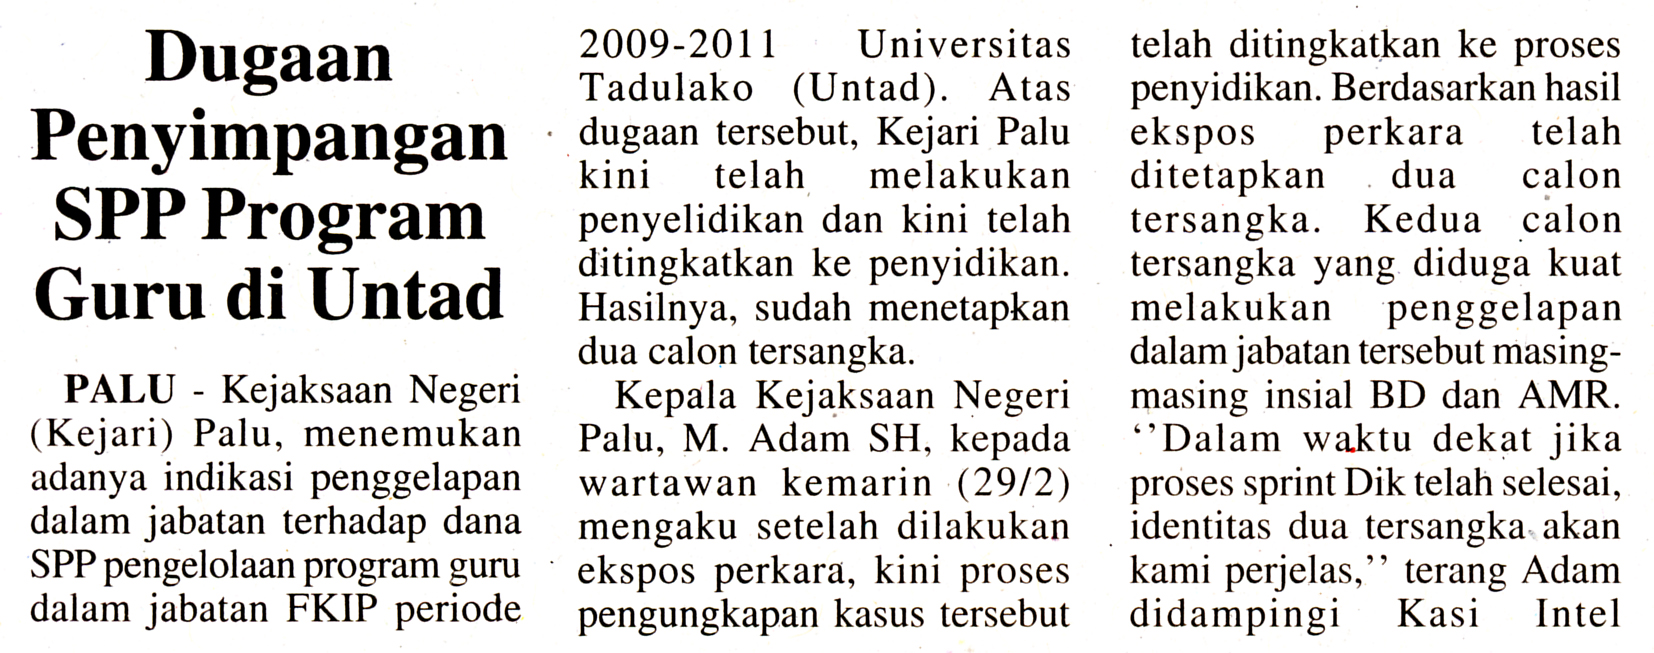 Dugaan
Penyimpangan
SPP Program
Guru di Untad
PALU - Kejaksaan Negeri
(Kejari) Palu, menemukan
adanya indikasi penggelapan
dalam jabatan terhadap dana
SPP pengelolaan program guru
dalam jabatan FKIP periode
2009-2011 Universitas
Tadulako (Untad). Atas
dugaan tersebut, Kejari Palu
kini telah melakukan
penyelidikan dan kini telah
ditingkatkan ke penyidikan.
Hasilnya, sudah menetapkan
dua calon tersangka.
Kepala Kejaksaan Negeri
Palu, M. Adam SH, kepada
wartawan kemarin (29/2)
mengaku setelah dilakukan
ekspos perkara, kini proses
pengungkapan kasus tersebut
telah ditingkatkan ke proses
penyidikan. Berdasarkan hasil
ekspos perkara telah
ditetapkan dua calon
tersangka. Kedua calon
tersangka yang diduga kuat
melakukan penggelapan
dalam jabatan tersebut masing-
masing insial BD dan AMR.
‘’Dalam waktu dekat jika
proses sprint Dik telah selesai,
identitas dua tersangka akan
kami perjelas,’’ terang Adam
didampingi Kasi Intel